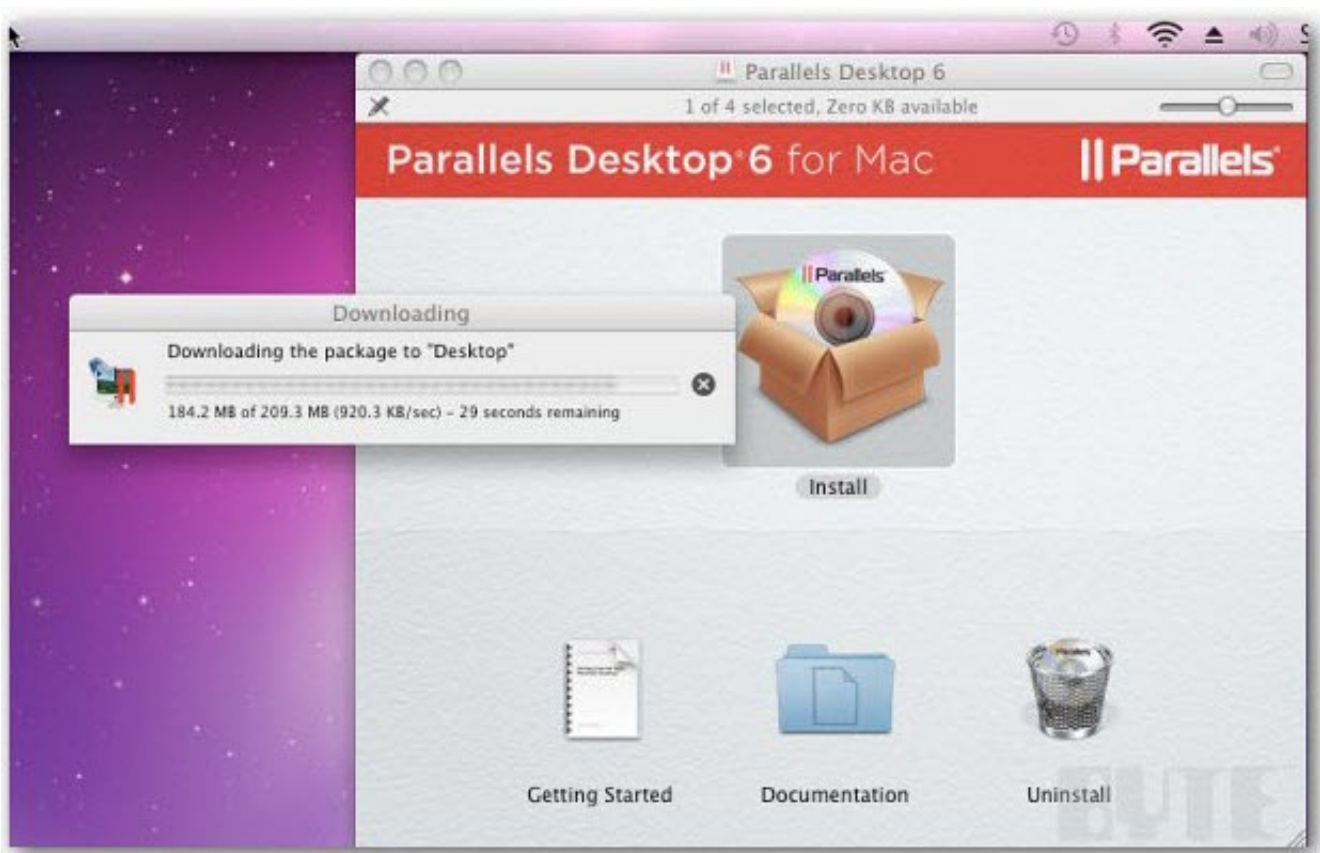 Parallels Desktop 6
1 of 4 selected, Zero KB available
Parallels Desktop® 6 for Mac
|| Parallels®
Parallels
Downloading
Downloading the package to "Desktop"
184.2 MB of 209.3 MB (920.3 KB/sec) – 29 seconds remaining
Install
Getting Started
Documentation
Uninstall
BYTE